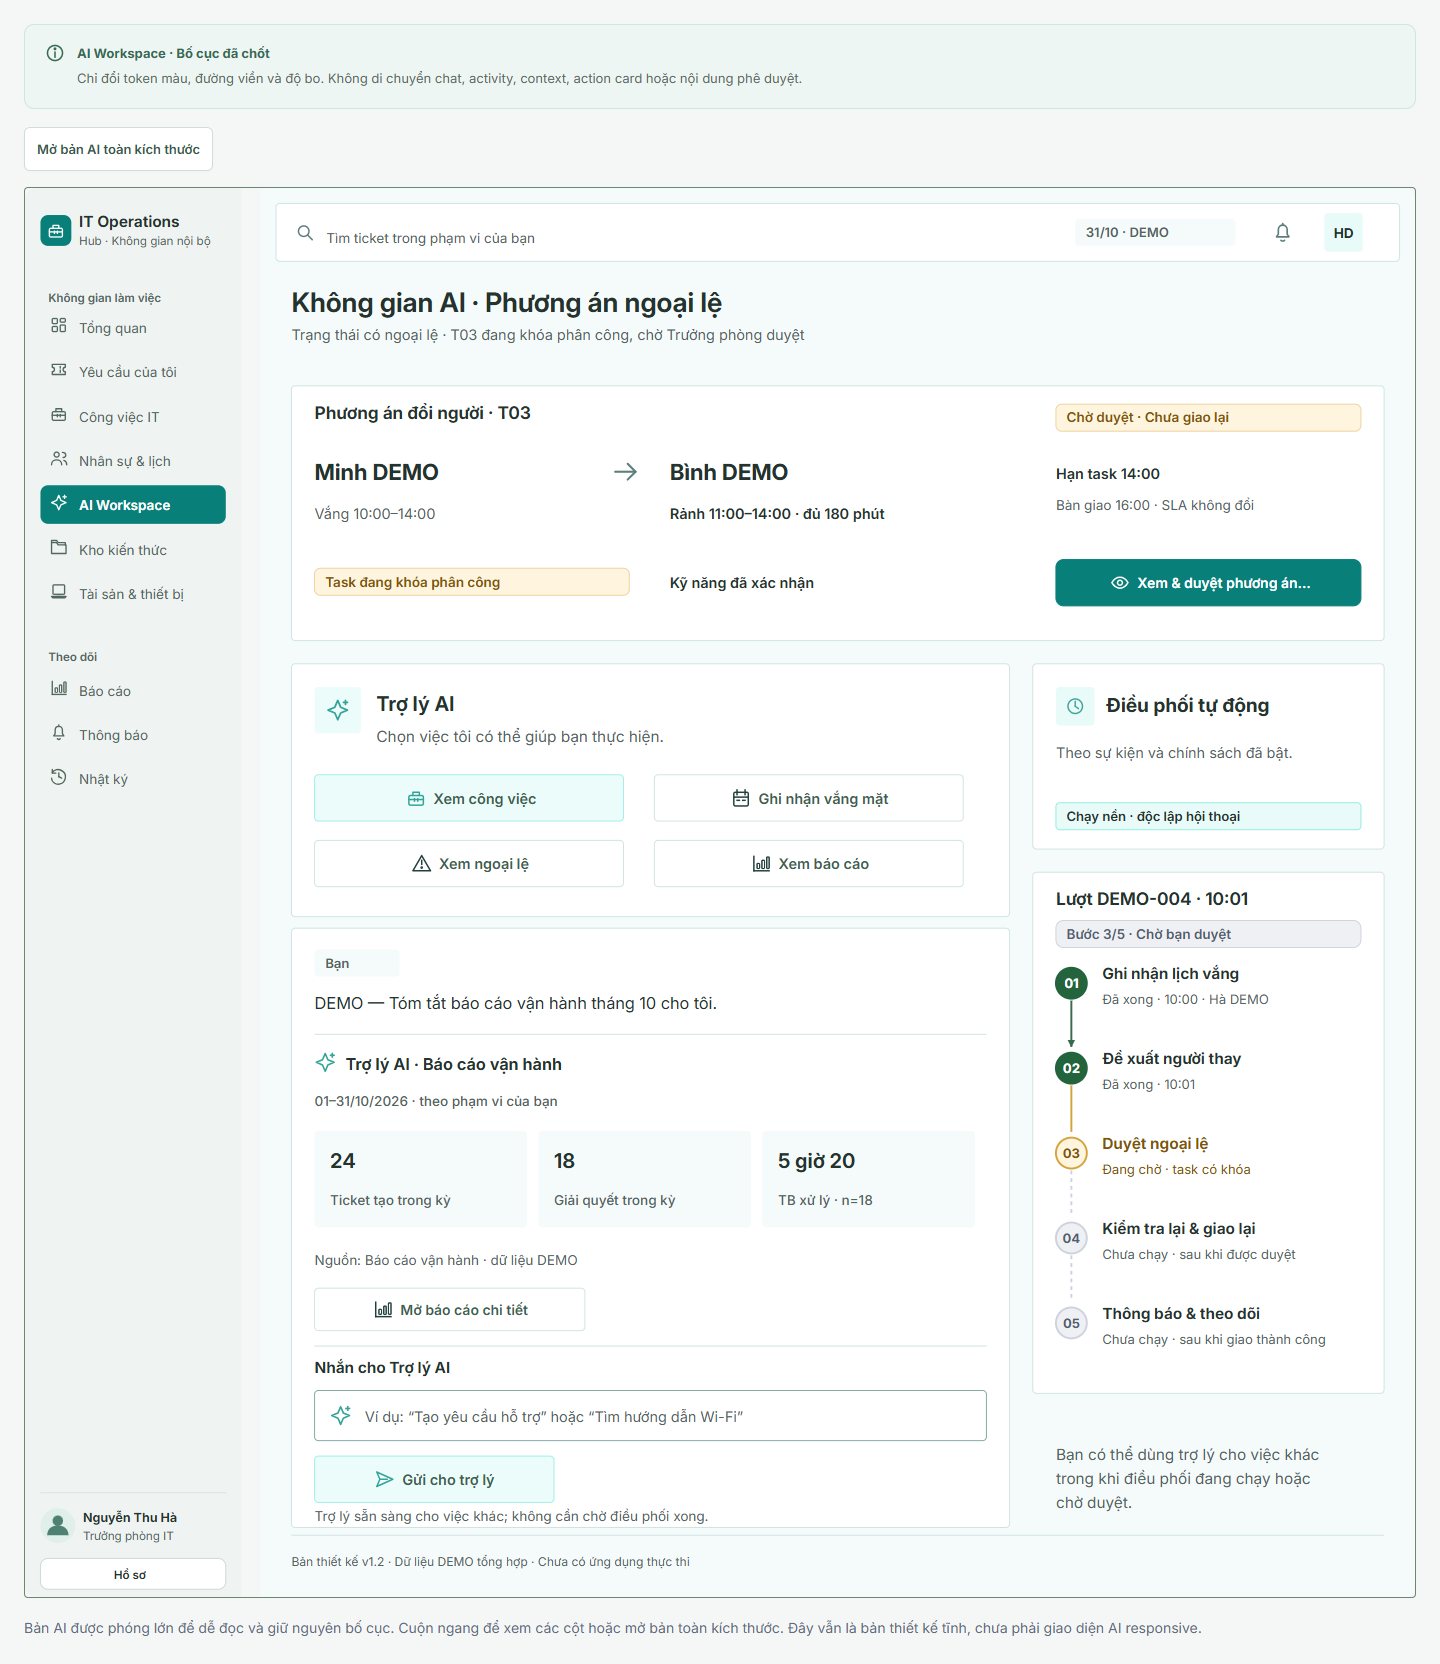 AI Workspace · Bố cục đã chốt
Chỉ đổi token màu, đường viền và độ bo. Không di chuyển chat, activity, context, action card hoặc nội dung phê duyệt.
Mở bản AI toàn kích thước
IT Operations
Hub · Không gian nội bộ
Không gian làm việc
Tổng quan
Yêu cầu của tôi
Công việc IT
Nhân sự & lịch
AI Workspace
Kho kiến thức
Tài sản & thiết bị
Theo dõi
Báo cáo
Thông báo
Nhật ký
Nguyễn Thu Hà
Trưởng phòng IT
Hồ sơ
Tìm ticket trong phạm vi của bạn
31/10 · DEMO
HD
Không gian AI · Phương án ngoại lệ
Trạng thái có ngoại lệ · T03 đang khóa phân công, chờ Trưởng phòng duyệt
Phương án đổi người · T03
Chờ duyệt · Chưa giao lại
Minh DEMO
Bình DEMO
Hạn task 14:00
Vắng 10:00–14:00
Rảnh 11:00–14:00 · đủ 180 phút
Bàn giao 16:00 · SLA không đổi
Task đang khóa phân công
Kỹ năng đã xác nhận
Xem & duyệt phương án...
Trợ lý AI
Chọn việc tôi có thể giúp bạn thực hiện.
Xem công việc
Ghi nhận vắng mặt
Xem ngoại lệ
Xem báo cáo
Bạn
DEMO — Tóm tắt báo cáo vận hành tháng 10 cho tôi.
Trợ lý AI · Báo cáo vận hành
01–31/10/2026 · theo phạm vi của bạn
24
Ticket tạo trong kỳ
18
Giải quyết trong kỳ
5 giờ 20
TB xử lý · n=18
Nguồn: Báo cáo vận hành · dữ liệu DEMO
Mở báo cáo chi tiết
Nhắn cho Trợ lý AI
Ví dụ: “Tạo yêu cầu hỗ trợ” hoặc “Tìm hướng dẫn Wi-Fi”
Gửi cho trợ lý
Trợ lý sẵn sàng cho việc khác; không cần chờ điều phối xong.
Điều phối tự động
Theo sự kiện và chính sách đã bật.
Chạy nền · độc lập hội thoại
Lượt DEMO-004 · 10:01
Bước 3/5 · Chờ bạn duyệt
01
Ghi nhận lịch vắng
Đã xong · 10:00 · Hà DEMO
02
Đề xuất người thay
Đã xong · 10:01
03
Duyệt ngoại lệ
Đang chờ · task có khóa
04
Kiểm tra lại & giao lại
Chưa chạy · sau khi được duyệt
05
Thông báo & theo dõi
Chưa chạy · sau khi giao thành công
Bạn có thể dùng trợ lý cho việc khác
trong khi điều phối đang chạy hoặc
chờ duyệt.
Bản thiết kế v1.2 · Dữ liệu DEMO tổng hợp · Chưa có ứng dụng thực thi
Bản AI được phóng lớn để dễ đọc và giữ nguyên bố cục. Cuộn ngang để xem các cột hoặc mở bản toàn kích thước. Đây vẫn là bản thiết kế tĩnh, chưa phải giao diện AI responsive.